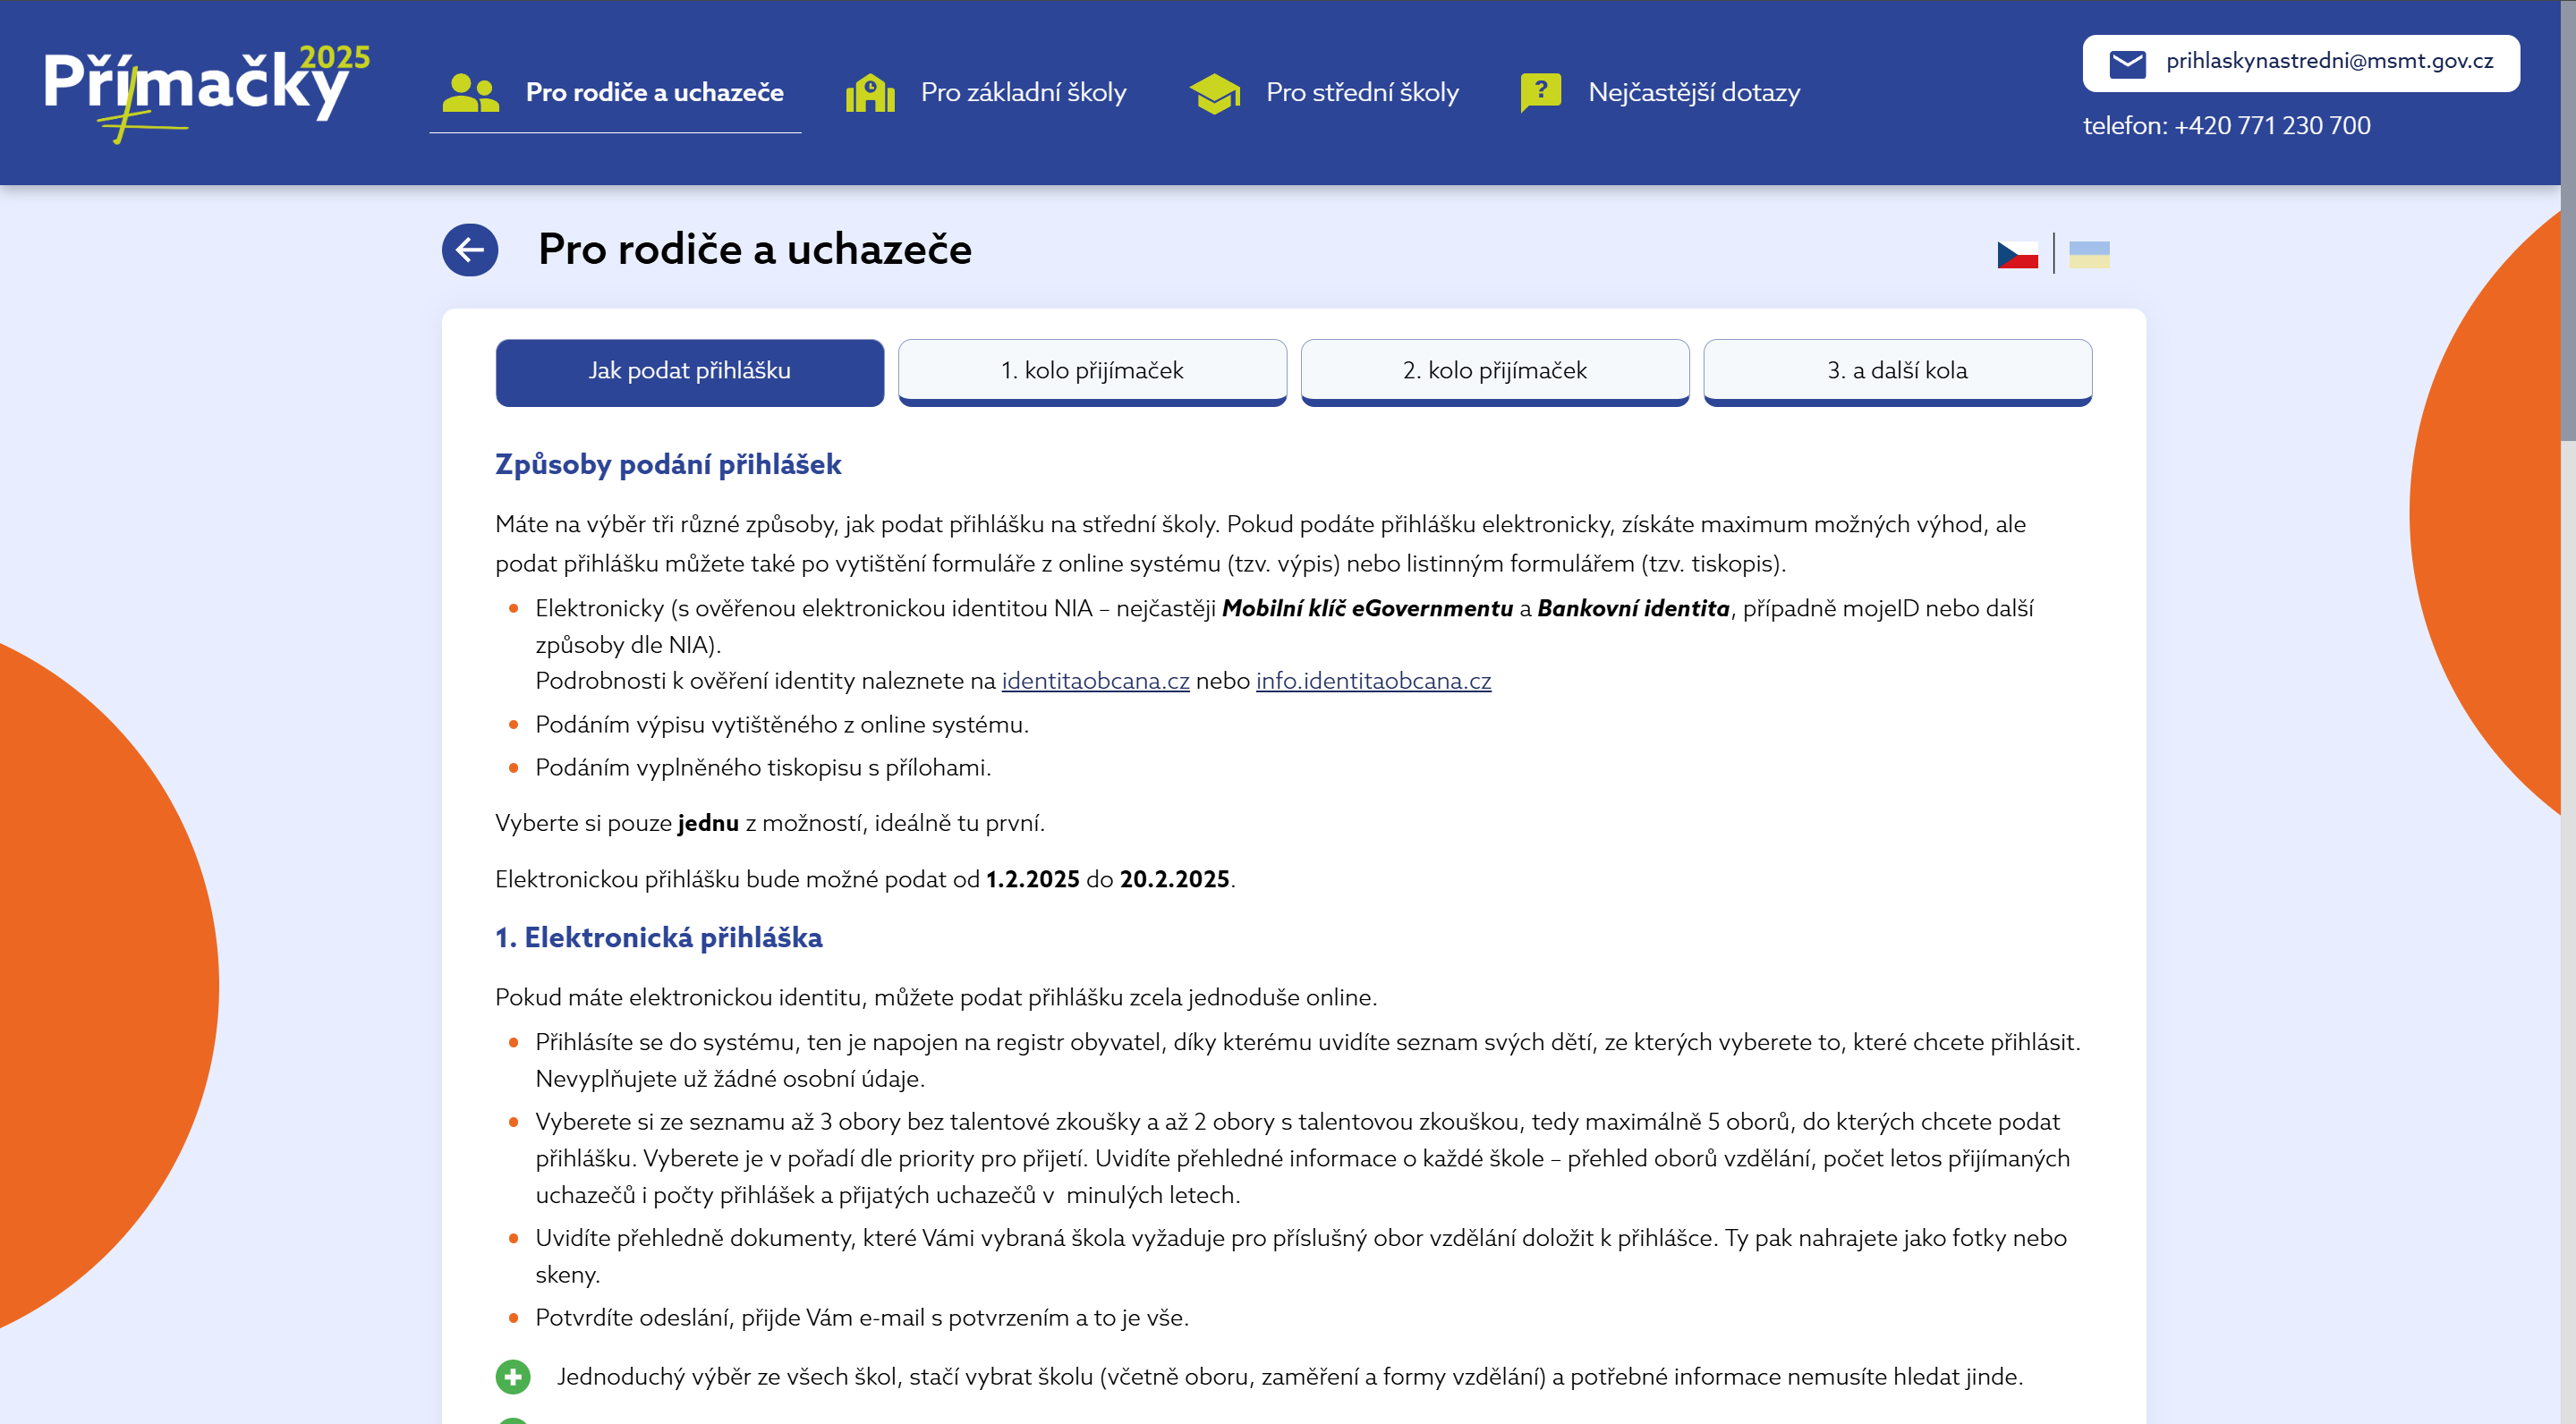 Přímačky 2025
Pro rodiče a uchazeče
Pro základní školy
Pro střední školy
Nejčastější dotazy
prihlaskynastredni@msmt.gov.cz
telefon: +420 771 230 700
Pro rodiče a uchazeče
Jak podat přihlášku
1. kolo přijímaček
2. kolo přijímaček
3. a další kola
Způsoby podání přihlášek
Máte na výběr tři různé způsoby, jak podat přihlášku na střední školy. Pokud podáte přihlášku elektronicky, získáte maximum možných výhod, ale
podat přihlášku můžete také po vytištění formuláře z online systému (tzv. výpis) nebo listinným formulářem (tzv. tiskopis).
Elektronicky (s ověřenou elektronickou identitou NIA – nejčastěji Mobilní klíč eGovernmentu a Bankovní identita, případně mojeID nebo další
způsoby dle NIA).
Podrobnosti k ověření identity naleznete na identitaobcana.cz nebo info.identitaobcana.cz
Podáním výpisu vytištěného z online systému.
Podáním vyplněného tiskopisu s přílohami.
Vyberte si pouze jednu z možností, ideálně tu první.
Elektronickou přihlášku bude možné podat od 1.2.2025 do 20.2.2025.
1. Elektronická přihláška
Pokud máte elektronickou identitu, můžete podat přihlášku zcela jednoduše online.
Přihlásíte se do systému, ten je napojen na registr obyvatel, díky kterému uvidíte seznam svých dětí, ze kterých vyberete to, které chcete přihlásit.
Nevyplňujete už žádné osobní údaje.
Vyberete si ze seznamu až 3 obory bez talentové zkoušky a až 2 obory s talentovou zkouškou, tedy maximálně 5 oborů, do kterých chcete podat
přihlášku. Vyberete je v pořadí dle priority pro přijetí. Uvidíte přehledné informace o každé škole – přehled oborů vzdělání, počet letos přijímaných
uchazečů i počty přihlášek a přijatých uchazečů v minulých letech.
Uvidíte přehledně dokumenty, které Vámi vybraná škola vyžaduje pro příslušný obor vzdělání doložit k přihlášce. Ty pak nahrajete jako fotky nebo
skeny.
Potvrdíte odeslání, přijde Vám e-mail s potvrzením a to je vše.
Jednoduchý výběr ze všech škol, stačí vybrat školu (včetně oboru, zaměření a formy vzdělání) a potřebné informace nemusíte hledat jinde.